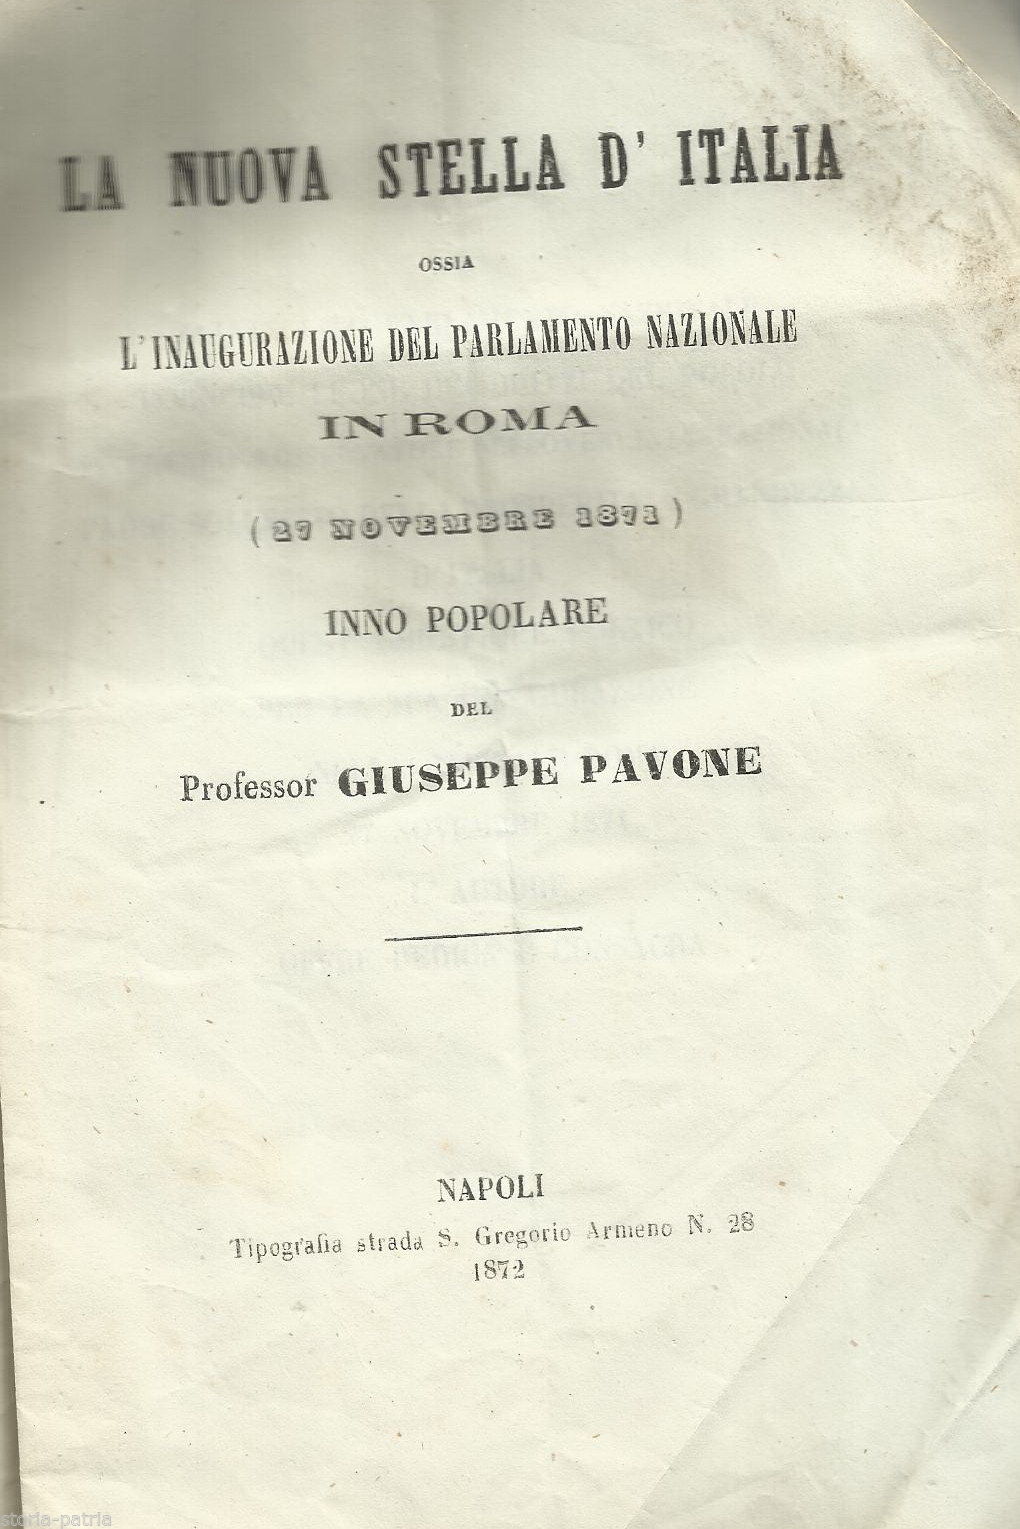 LA NUOVA STELLA D' ITALIA
OSSIA
L'INAUGURAZIONE DEL PARLAMENTO NAZIONALE
IN ROMA
( 27 NOVEMBRE 1871 )
INNO POPOLARE
DEL
Professor GIUSEPPE PAVONE
NAPOLI
Tipografia strada S. Gregorio Armeno N. 28
1872
storia-patria